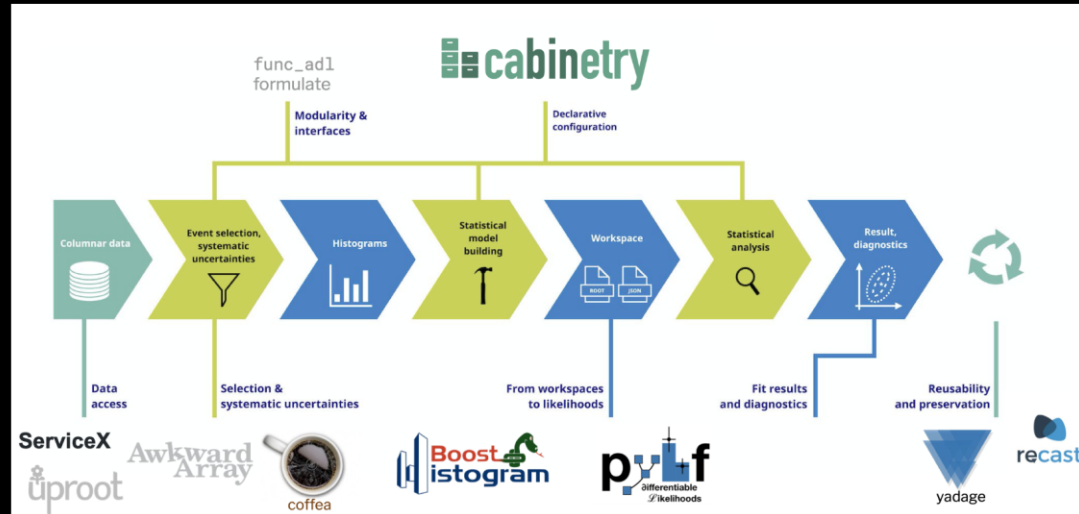 func_adl
formulate
cabinetry
Modularity &
interfaces
Declarative
configuration
Columnar data
Event selection,
systematic
uncertainties
Histograms
Statistical
model
building
Workspace
ROOT
JSON
Statistical
analysis
Result,
diagnostics
Data
access
Selection &
systematic uncertainties
From workspaces
to likelihoods
Fit results
and diagnostics
Reusability
and preservation
ServiceX
uproot
Awkward
Array
coffea
Boost
Histogram
pyhf
differentiable
Likelihoods
yadage
recast